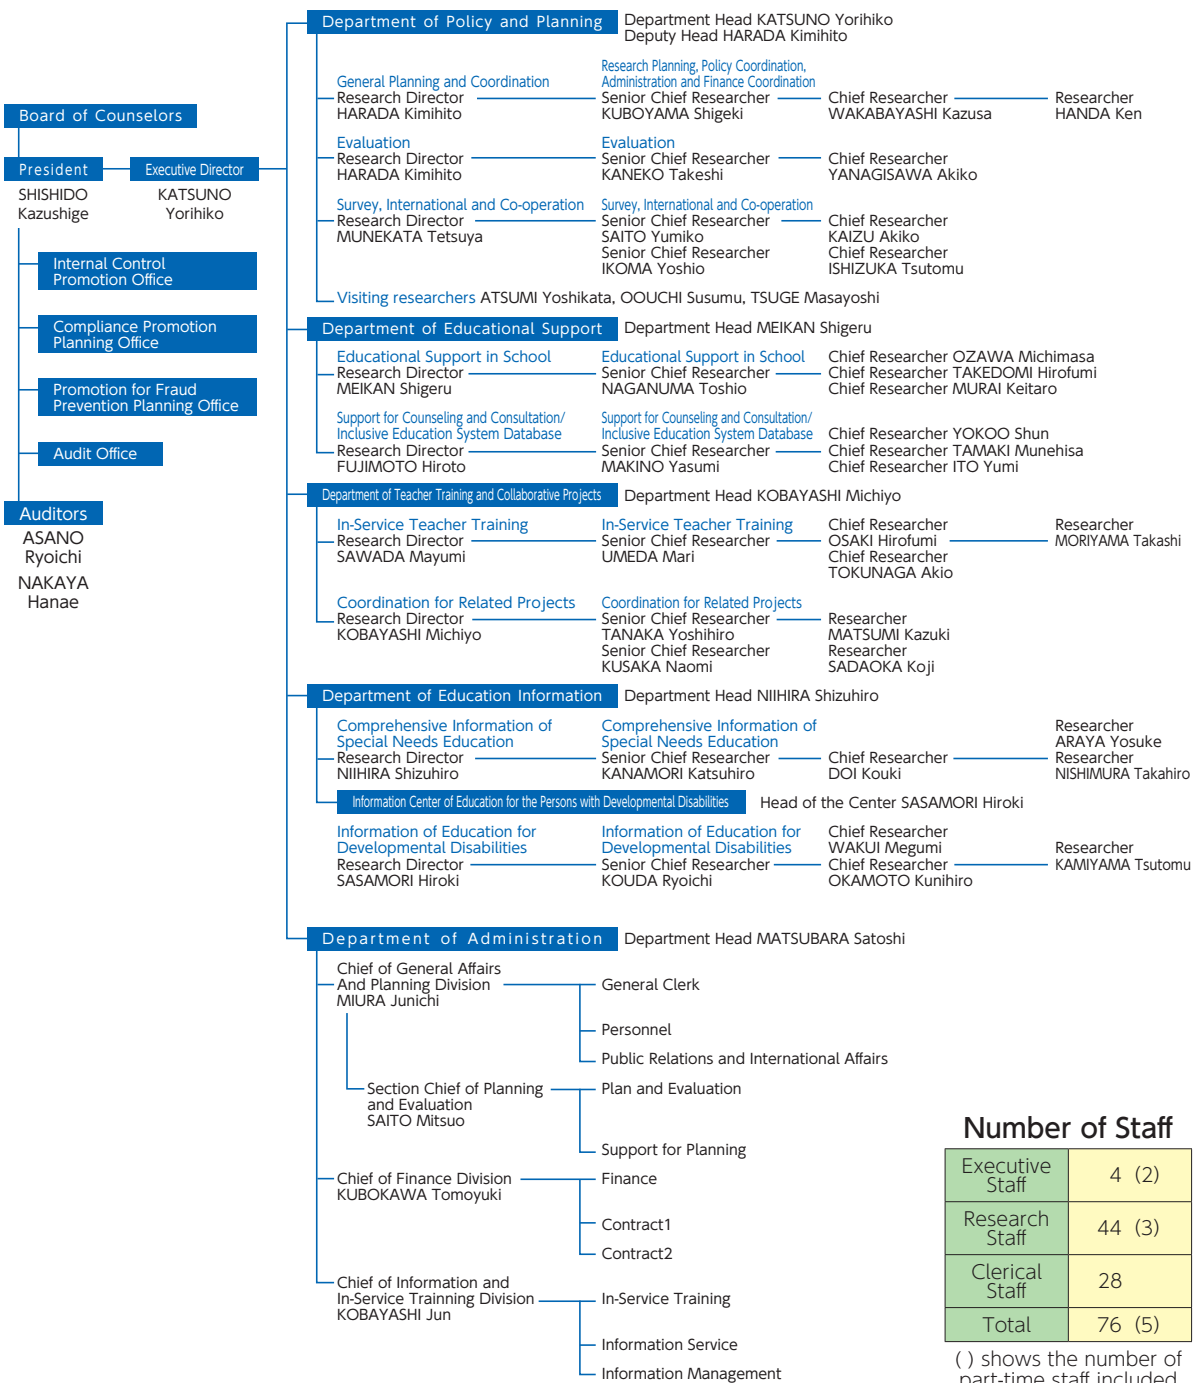 Board of Counselors
President
Executive Director
SHISHIDO
Kazushige
KATSUNO
Yorihiko
Internal Control
Promotion Office
Compliance Promotion
Planning Office
Promotion for Fraud
Prevention Planning Office
Audit Office
Auditors
ASANO
Ryoichi
NAKAYA
Hanae
Department of Policy and Planning
Department Head KATSUNO Yorihiko
Deputy Head HARADA Kimihito
General Planning and Coordination
Research Director
HARADA Kimihito
Research Planning, Policy Coordination,
Administration and Finance Coordination
Senior Chief Researcher
KUBOYAMA Shigeki
Chief Researcher
WAKABAYASHI Kazusa
Researcher
HANDA Ken
Evaluation
Research Director
HARADA Kimihito
Evaluation
Senior Chief Researcher
KANEKO Takeshi
Chief Researcher
YANAGISAWA Akiko
Survey, International and Co-operation
Research Director
MUNEKATA Tetsuya
Survey, International and Co-operation
Senior Chief Researcher
SAITO Yumiko
Senior Chief Researcher
IKOMA Yoshio
Chief Researcher
KAIZU Akiko
Chief Researcher
ISHIZUKA Tsutomu
Visiting researchers ATSUMI Yoshikata, OOUCHI Susumu, TSUGE Masayoshi
Department of Educational Support
Department Head MEIKAN Shigeru
Educational Support in School
Research Director
MEIKAN Shigeru
Educational Support in School
Senior Chief Researcher
NAGANUMA Toshio
Chief Researcher OZAWA Michimasa
Chief Researcher TAKEDOMI Hirofumi
Chief Researcher MURAI Keitaro
Support for Counseling and Consultation/
Inclusive Education System Database
Research Director
FUJIMOTO Hiroto
Support for Counseling and Consultation/
Inclusive Education System Database
Senior Chief Researcher
MAKINO Yasumi
Chief Researcher YOKOO Shun
Chief Researcher TAMAKI Munehisa
Chief Researcher ITO Yumi
Department of Teacher Training and Collaborative Projects
Department Head KOBAYASHI Michiyo
In-Service Teacher Training
Research Director
SAWADA Mayumi
In-Service Teacher Training
Senior Chief Researcher
UMEDA Mari
Chief Researcher
OSAKI Hirofumi
Chief Researcher
TOKUNAGA Akio
Researcher
MORIYAMA Takashi
Coordination for Related Projects
Research Director
KOBAYASHI Michiyo
Coordination for Related Projects
Senior Chief Researcher
TANAKA Yoshihiro
Senior Chief Researcher
KUSAKA Naomi
Researcher
MATSUMI Kazuki
Researcher
SADAOKA Koji
Department of Education Information
Department Head NIIHIRA Shizuhiro
Comprehensive Information of
Special Needs Education
Research Director
NIIHIRA Shizuhiro
Comprehensive Information of
Special Needs Education
Senior Chief Researcher
KANAMORI Katsuhiro
Chief Researcher
DOI Kouki
Researcher
ARAYA Yosuke
Researcher
NISHIMURA Takahiro
Information Center of Education for the Persons with Developmental Disabilities
Head of the Center SASAMORI Hiroki
Information of Education for
Developmental Disabilities
Research Director
SASAMORI Hiroki
Information of Education for
Developmental Disabilities
Senior Chief Researcher
KOUDA Ryoichi
Chief Researcher
WAKUI Megumi
Chief Researcher
OKAMOTO Kunihiro
Researcher
KAMIYAMA Tsutomu
Department of Administration
Department Head MATSUBARA Satoshi
Chief of General Affairs
And Planning Division
MIURA Junichi
General Clerk
Personnel
Public Relations and International Affairs
Section Chief of Planning
and Evaluation
SAITO Mitsuo
Plan and Evaluation
Support for Planning
Chief of Finance Division
KUBOKAWA Tomoyuki
Finance
Contract1
Contract2
Chief of Information and
In-Service Trainning Division
KOBAYASHI Jun
In-Service Training
Information Service
Information Management
Number of Staff
Executive
Staff
4 (2)
Research
Staff
44 (3)
Clerical
Staff
28
Total
76 (5)
( ) shows the number of
part-time staff included